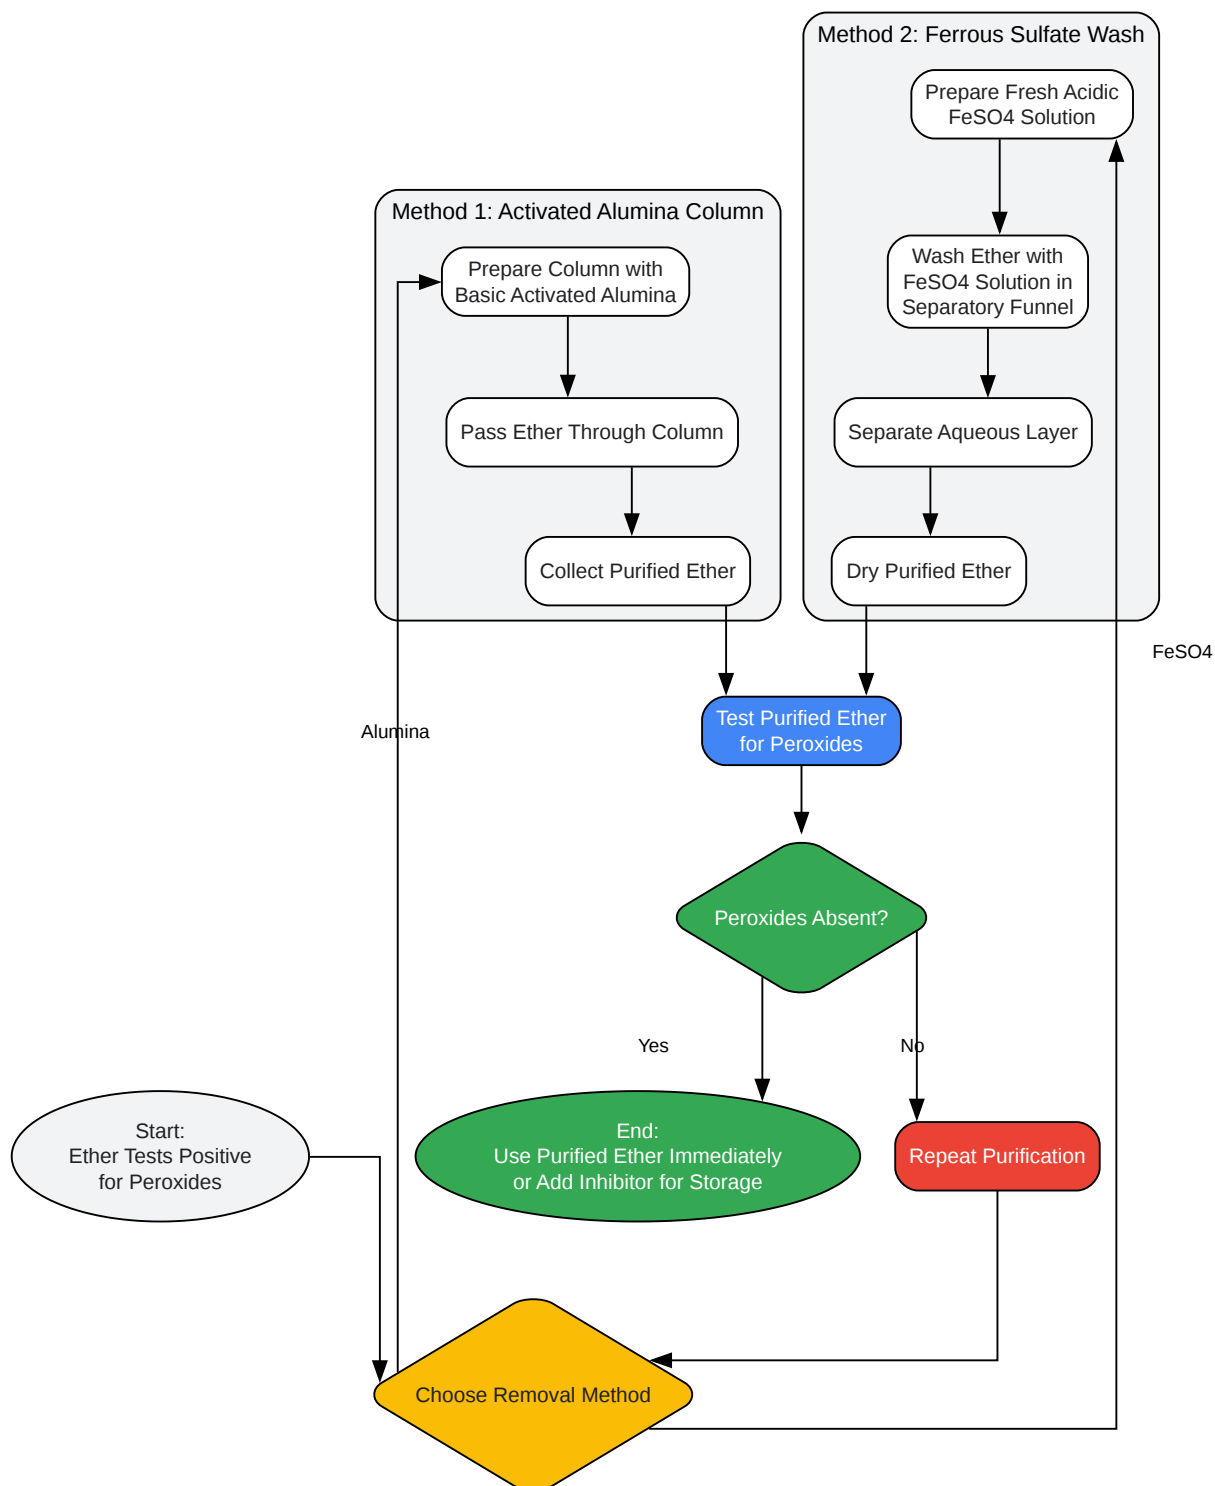 Method 2: Ferrous Sulfate Wash
Prepare Fresh Acidic
FeSO4 Solution
Method 1: Activated Alumina Column
Prepare Column with
Basic Activated Alumina
Wash Ether with
FeSO4 Solution in
Separatory Funnel
Pass Ether Through Column
Separate Aqueous Layer
Collect Purified Ether
Dry Purified Ether
FeSO4
Alumina
Test Purified Ether
for Peroxides
Peroxides Absent?
Yes
No
Start:
Ether Tests Positive
for Peroxides
End:
Use Purified Ether Immediately
or Add Inhibitor for Storage
Repeat Purification
Choose Removal Method